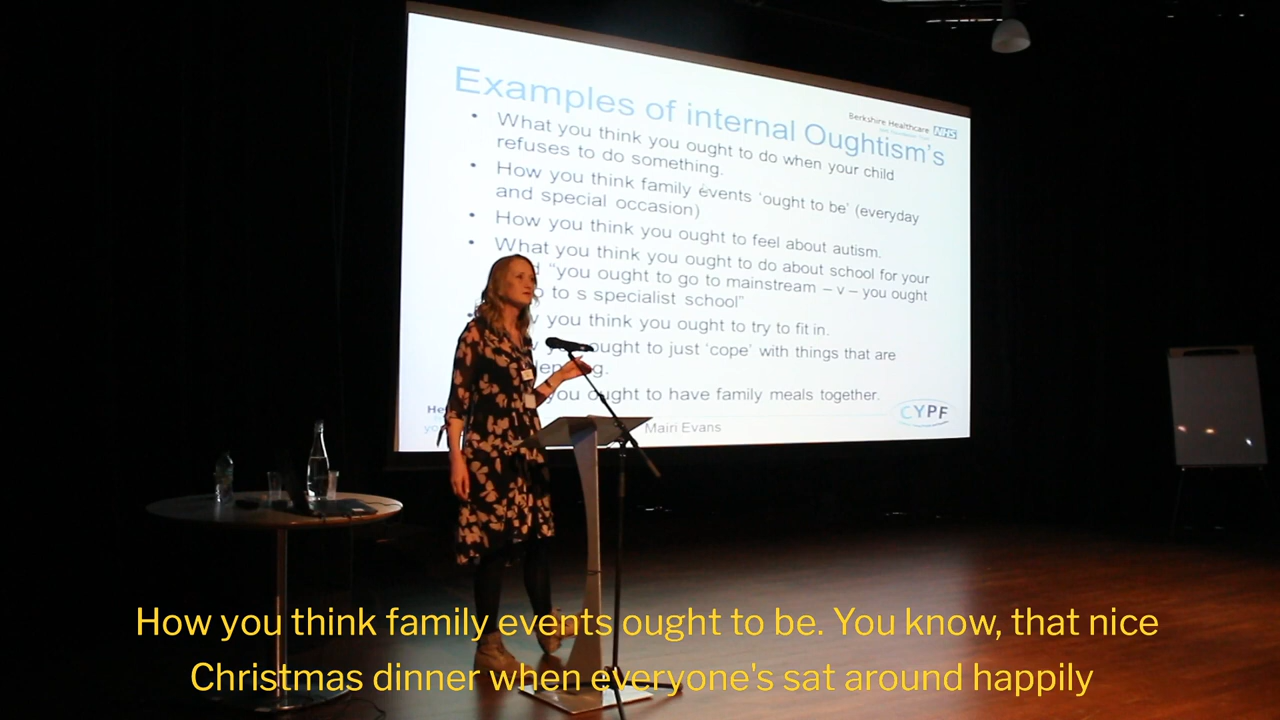 Examples of internal Oughtism's
Berkshire Healthcare NHS
• What you think you ought to do when your child
refuses to do something.
• How you think family events 'ought to be' (everyday
and special occasion)
• How you think you ought to feel about autism.
• What you think you ought to do about school for your
"you ought to go to mainstream – v – you ought
to s specialist school"
you think you ought to try to fit in.
ought to just 'cope' with things that are
you ought to have family meals together.
Mairi Evans
CYPF
How you think family events ought to be. You know, that nice
Christmas dinner when everyone's sat around happily